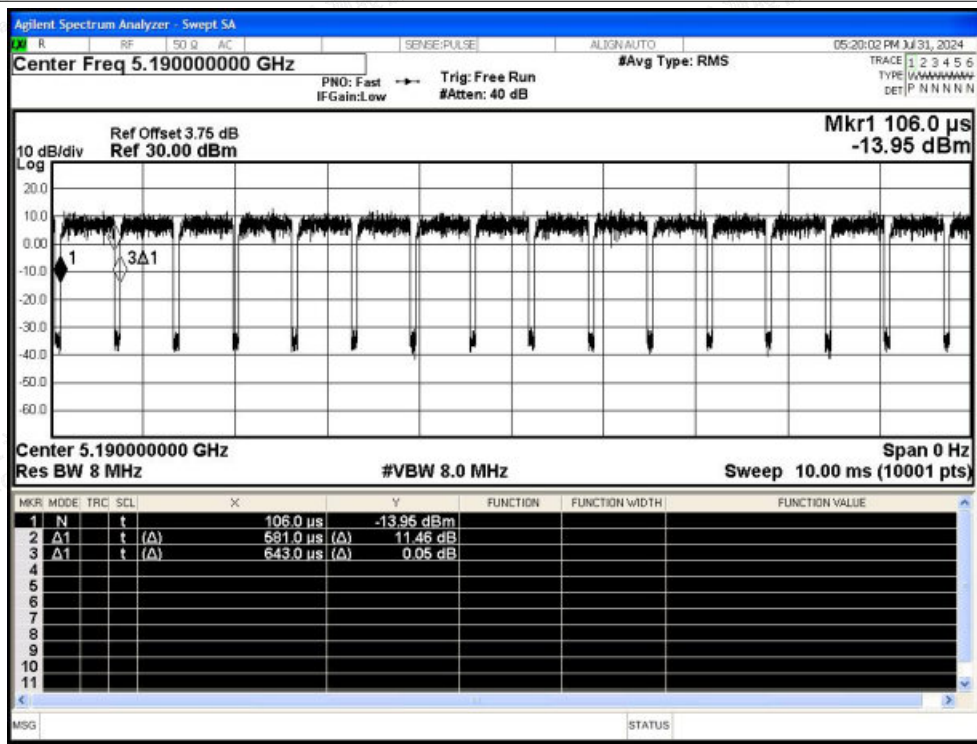 Agilent Spectrum Analyzer - Swept SA
LXI R RF 50 Ω AC SENSE:PULSE ALIGN AUTO 05:20:02 PM Jul 31, 2024
Center Freq 5.190000000 GHz #Avg Type: RMS TRACE 1 2 3 4 5 6
PNO: Fast Trig: Free Run TYPE WWWWWW
IFGain:Low #Atten: 40 dB DET P N N N N N
Mkr1 106.0 µs
Ref Offset 3.75 dB
10 dB/div Ref 30.00 dBm -13.95 dBm
Log
20.0
10.0
0.00
1 3Δ1
-10.0
-20.0
-30.0
-40.0
-50.0
-60.0
Center 5.190000000 GHz Span 0 Hz
Res BW 8 MHz #VBW 8.0 MHz Sweep 10.00 ms (10001 pts)
MKR MODE TRC SCL X Y FUNCTION FUNCTION WIDTH FUNCTION VALUE
1 N t 106.0 µs -13.95 dBm
2 Δ1 t (Δ) 581.0 µs (Δ) 11.46 dB
3 Δ1 t (Δ) 643.0 µs (Δ) 0.05 dB
4
5
6
7
8
9
10
11
MSG STATUS